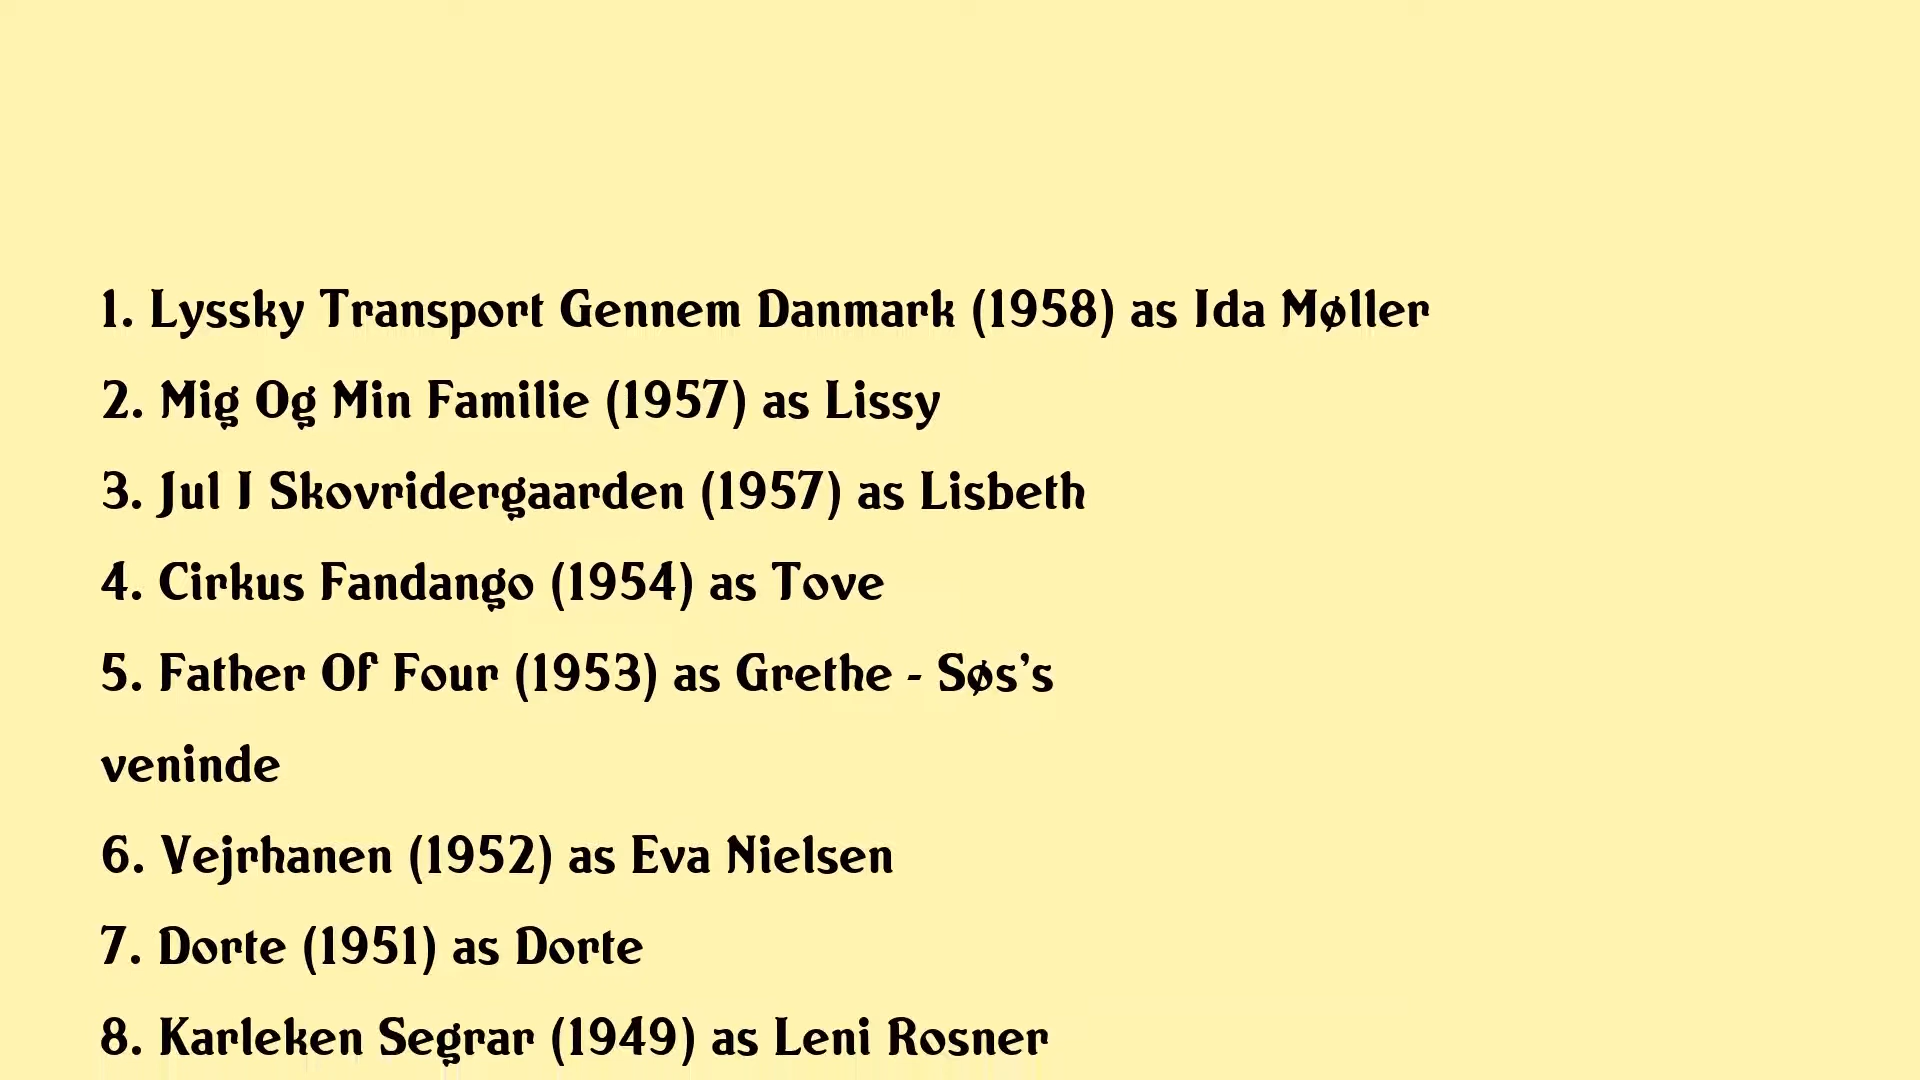 1. Lyssky Transport Gennem Danmark (1958) as Ida Møller
2. Mig Og Min Familie (1957) as Lissy
3. Jul I Skovridergaarden (1957) as Lisbeth
4. Cirkus Fandango (1954) as Tove
5. Father Of Four (1953) as Grethe - Søs's
veninde
6. Vejrhanen (1952) as Eva Nielsen
7. Dorte (1951) as Dorte
8. Karleken Segrar (1949) as Leni Rosner